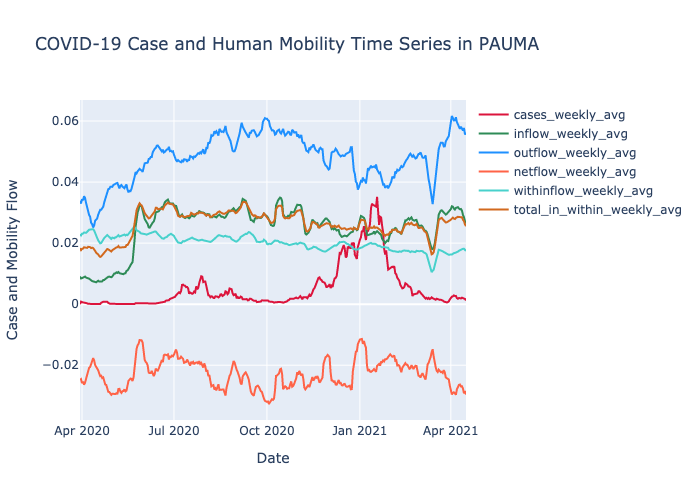 COVID-19 Case and Human Mobility Time Series in PAUMA
cases_weekly_avg
inflow_weekly_avg
outflow_weekly_avg
netflow_weekly_avg
withinflow_weekly_avg
total_in_within_weekly_avg
Case and Mobility Flow
0.06
0.04
0.02
0
−0.02
Apr 2020
Jul 2020
Oct 2020
Jan 2021
Apr 2021
Date